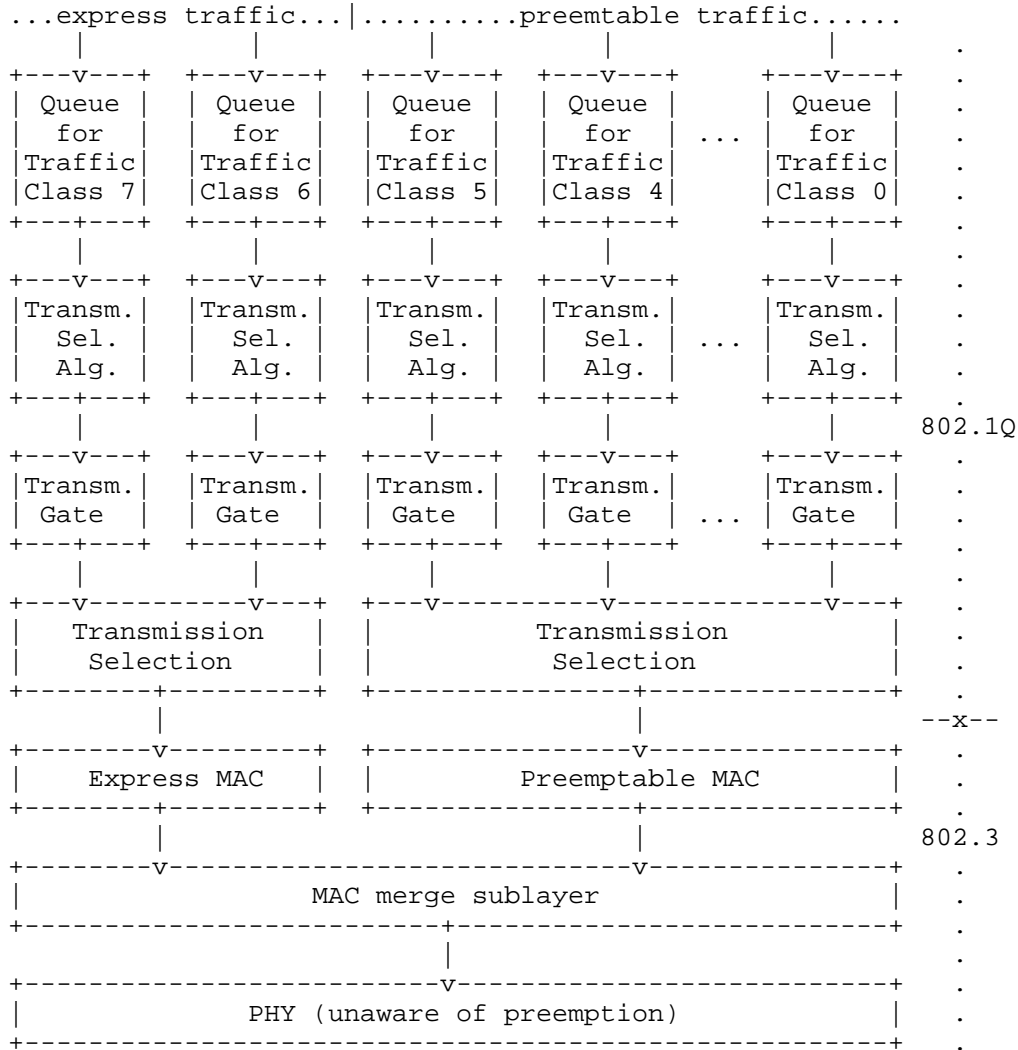 ...express traffic...|..........preemtable traffic......
| | | | | .
+---v---+ +---v---+ +---v---+ +---v---+ +---v---+ .
| Queue | | Queue | | Queue | | Queue | | Queue | .
| for | | for | | for | | for | ... | for | .
|Traffic| |Traffic| |Traffic| |Traffic| |Traffic| .
|Class 7| |Class 6| |Class 5| |Class 4| |Class 0| .
+---+---+ +---+---+ +---+---+ +---+---+ +---+---+ .
| | | | | .
+---v---+ +---v---+ +---v---+ +---v---+ +---v---+ .
|Transm.| |Transm.| |Transm.| |Transm.| |Transm.| .
| Sel. | | Sel. | | Sel. | | Sel. | ... | Sel. | .
| Alg. | | Alg. | | Alg. | | Alg. | | Alg. | .
+---+---+ +---+---+ +---+---+ +---+---+ +---+---+ .
| | | | | 802.1Q
+---v---+ +---v---+ +---v---+ +---v---+ +---v---+ .
|Transm.| |Transm.| |Transm.| |Transm.| |Transm.| .
| Gate | | Gate | | Gate | | Gate | ... | Gate | .
+---+---+ +---+---+ +---+---+ +---+---+ +---+---+ .
| | | | | .
+---v----------v---+ +---v----------v-------------v---+ .
| Transmission | | Transmission | .
| Selection | | Selection | .
+--------+---------+ +----------------+---------------+ .
| | --x--
+--------v---------+ +----------------v---------------+ .
| Express MAC | | Preemptable MAC | .
+--------+---------+ +----------------+---------------+ .
| | 802.3
+--------v-----------------------------v---------------+ .
| MAC merge sublayer | .
+--------------------------+---------------------------+ .
| .
+--------------------------v---------------------------+ .
| PHY (unaware of preemption) | .
+------------------------------------------------------+ .